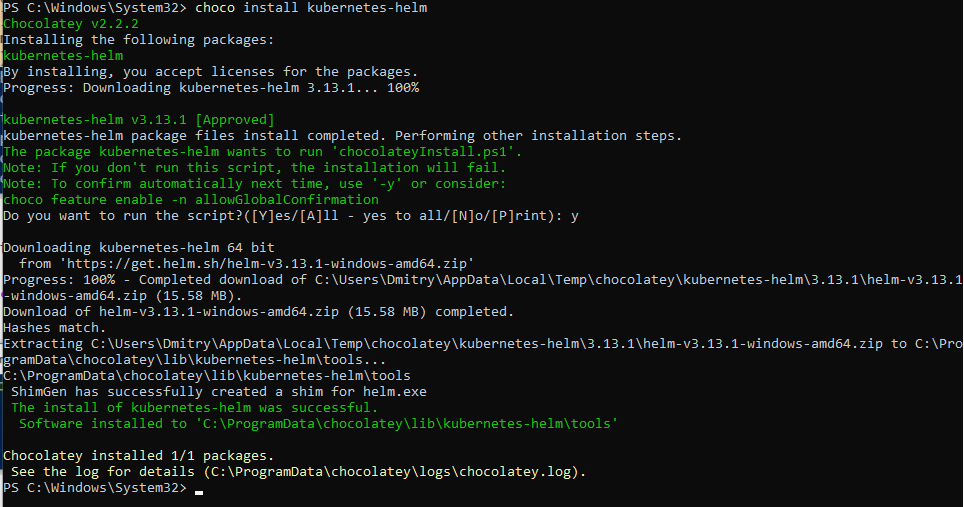 PS C:\Windows\System32> choco install kubernetes-helm
Chocolatey v2.2.2
Installing the following packages:
kubernetes-helm
By installing, you accept licenses for the packages.
Progress: Downloading kubernetes-helm 3.13.1... 100%
kubernetes-helm v3.13.1 [Approved]
kubernetes-helm package files install completed. Performing other installation steps.
The package kubernetes-helm wants to run 'chocolateyInstall.ps1'.
Note: If you don't run this script, the installation will fail.
Note: To confirm automatically next time, use '-y' or consider:
choco feature enable -n allowGlobalConfirmation
Do you want to run the script?([Y]es/[A]ll - yes to all/[N]o/[P]rint): y
Downloading kubernetes-helm 64 bit
  from 'https://get.helm.sh/helm-v3.13.1-windows-amd64.zip'
Progress: 100% - Completed download of C:\Users\Dmitry\AppData\Local\Temp\chocolatey\kubernetes-helm\3.13.1\helm-v3.13.1
-windows-amd64.zip (15.58 MB).
Download of helm-v3.13.1-windows-amd64.zip (15.58 MB) completed.
Hashes match.
Extracting C:\Users\Dmitry\AppData\Local\Temp\chocolatey\kubernetes-helm\3.13.1\helm-v3.13.1-windows-amd64.zip to C:\Pro
gramData\chocolatey\lib\kubernetes-helm\tools...
C:\ProgramData\chocolatey\lib\kubernetes-helm\tools
 ShimGen has successfully created a shim for helm.exe
 The install of kubernetes-helm was successful.
  Software installed to 'C:\ProgramData\chocolatey\lib\kubernetes-helm\tools'
Chocolatey installed 1/1 packages.
 See the log for details (C:\ProgramData\chocolatey\logs\chocolatey.log).
PS C:\Windows\System32>